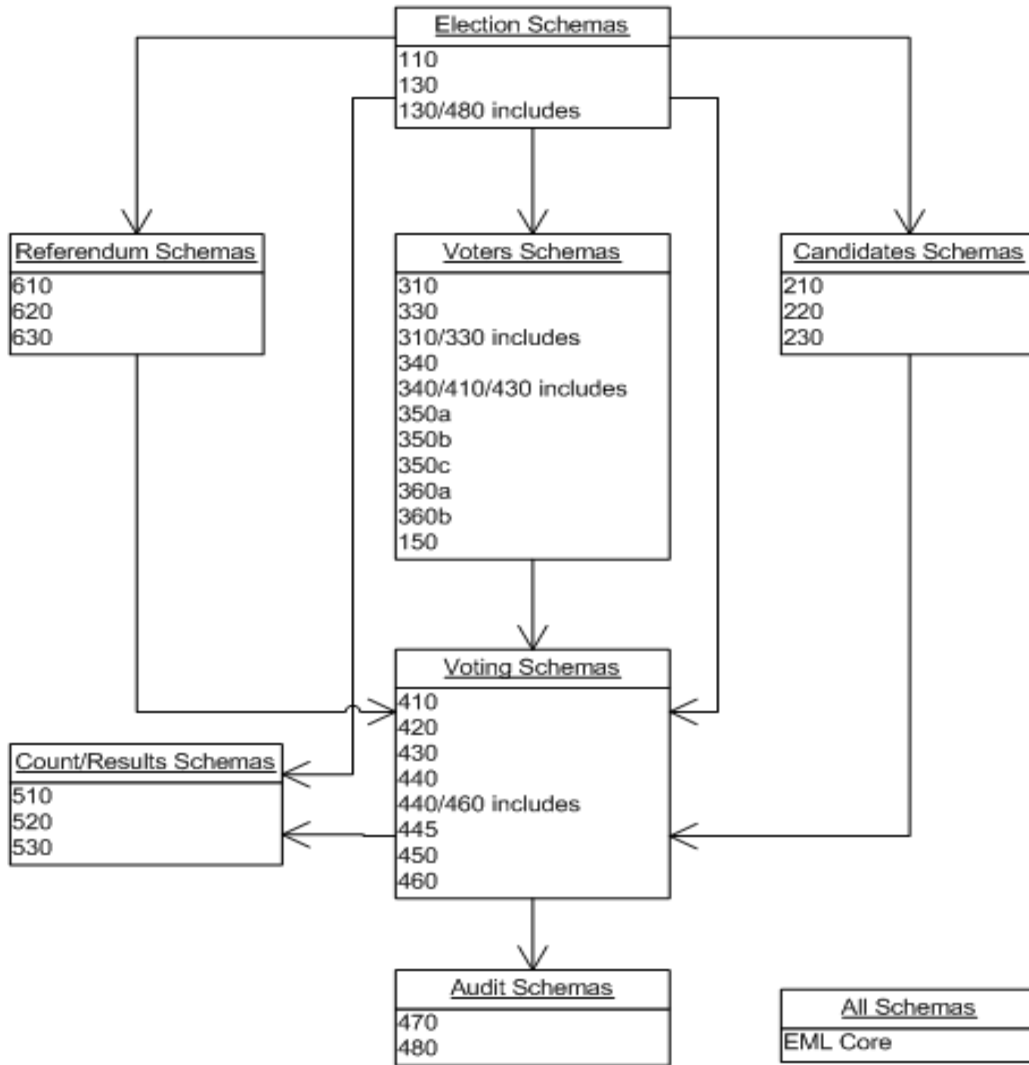 Election Schemas
110
130
130/480 includes
Referendum Schemas
610
620
630
Voters Schemas
310
330
310/330 includes
340
340/410/430 includes
350a
350b
350c
360a
360b
150
Candidates Schemas
210
220
230
Voting Schemas
410
420
430
440
440/460 includes
445
450
460
Count/Results Schemas
510
520
530
Audit Schemas
470
480
All Schemas
EML Core